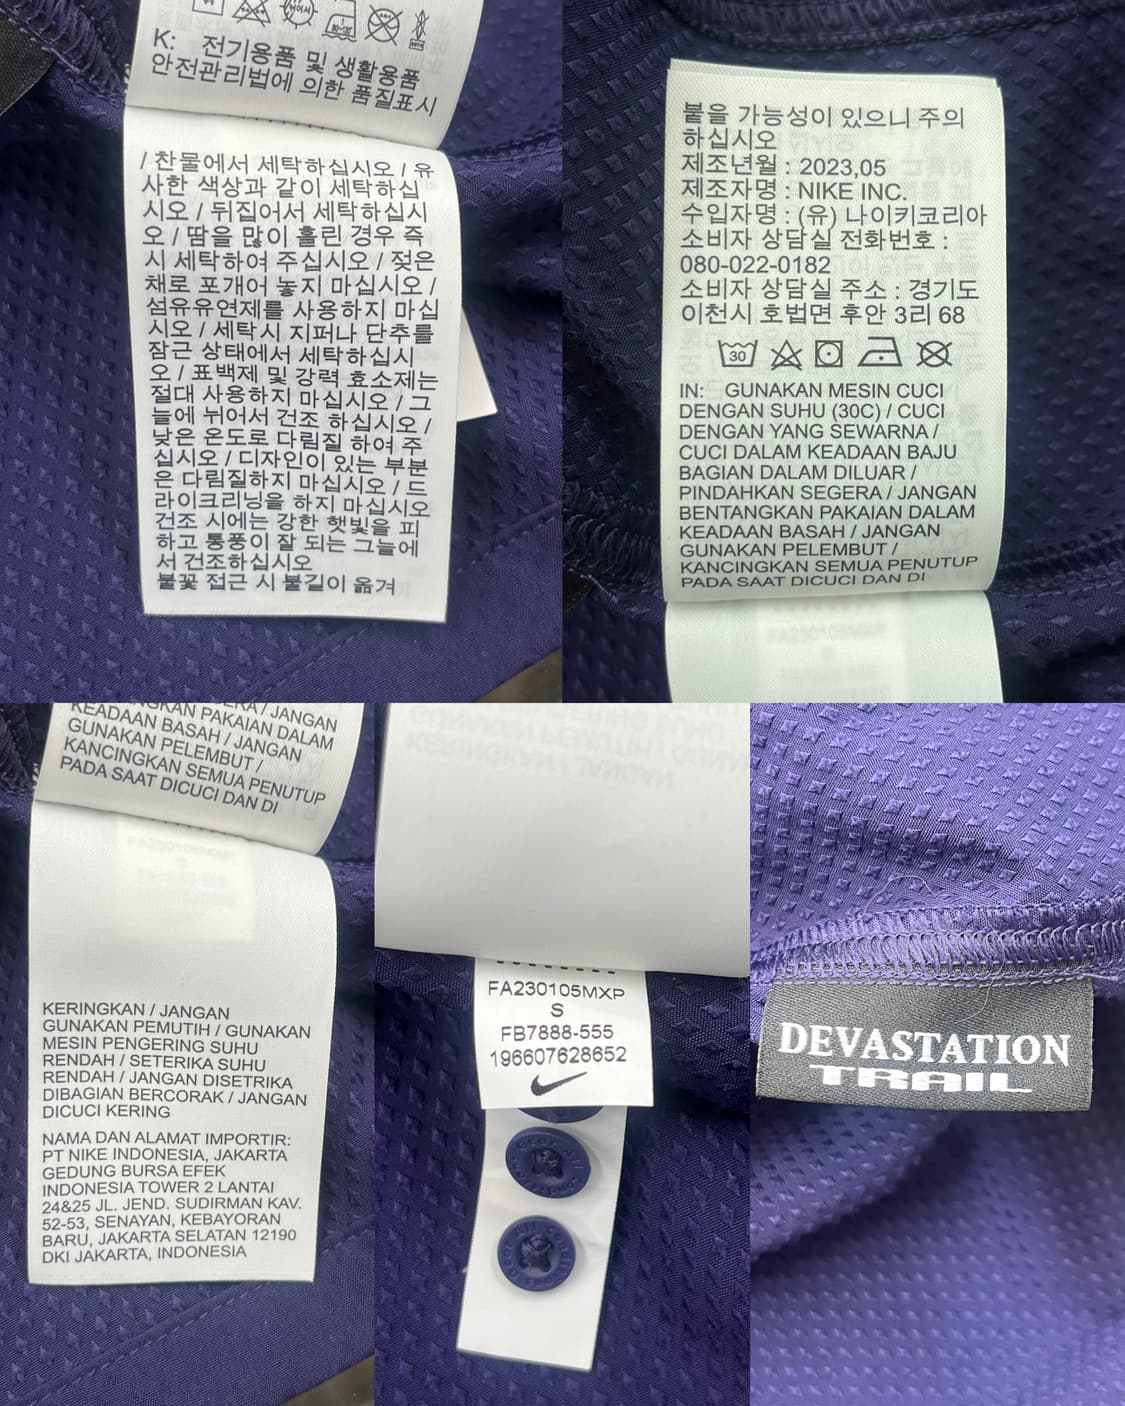 K: 전기용품 및 생활용품
안전관리법에 의한 품질표시
/ 찬물에서 세탁하십시오 / 유
사한 색상과 같이 세탁하십
시오 / 뒤집어서 세탁하십시
오 / 땀을 많이 흘린 경우 즉
시 세탁하여 주십시오 / 젖은
채로 포개어 놓지 마십시오 /
섬유유연제를 사용하지 마십
시오 / 세탁시 지퍼나 단추를
잠근 상태에서 세탁하십시
오 / 표백제 및 강력 효소제는
절대 사용하지 마십시오 / 그
늘에 뉘어서 건조 하십시오 /
낮은 온도로 다림질 하여 주
십시오 / 디자인이 있는 부분
은 다림질하지 마십시오 / 드
라이크리닝을 하지 마십시오
건조 시에는 강한 햇빛을 피
하고 통풍이 잘 되는 그늘에
서 건조하십시오
불꽃 접근 시 불길이 옮겨
붙을 가능성이 있으니 주의
하십시오
제조년월 : 2023,05
제조자명 : NIKE INC.
수입자명 : (유) 나이키코리아
소비자 상담실 전화번호 :
080-022-0182
소비자 상담실 주소 : 경기도
이천시 호법면 후안 3리 68
30
IN: GUNAKAN MESIN CUCI
DENGAN SUHU (30C) / CUCI
DENGAN YANG SEWARNA /
CUCI DALAM KEADAAN BAJU
BAGIAN DALAM DILUAR /
PINDAHKAN SEGERA / JANGAN
BENTANGKAN PAKAIAN DALAM
KEADAAN BASAH / JANGAN
GUNAKAN PELEMBUT /
KANCINGKAN SEMUA PENUTUP
PADA SAAT DICUCI DAN DI
PAKAIAN DALAM
KEADAAN BASAH / JANGAN
GUNAKAN PELEMBUT /
KANCINGKAN SEMUA PENUTUP
PADA SAAT DICUCI DAN DI
KERINGKAN / JANGAN
GUNAKAN PEMUTIH / GUNAKAN
MESIN PENGERING SUHU
RENDAH / SETERIKA SUHU
RENDAH / JANGAN DISETRIKA
DIBAGIAN BERCORAK / JANGAN
DICUCI KERING
NAMA DAN ALAMAT IMPORTIR:
PT NIKE INDONESIA, JAKARTA
GEDUNG BURSA EFEK
INDONESIA TOWER 2 LANTAI
24&25 JL. JEND. SUDIRMAN KAV.
52-53, SENAYAN, KEBAYORAN
BARU, JAKARTA SELATAN 12190
DKI JAKARTA, INDONESIA
FA230105MXP
S
FB7888-555
196607628652
DEVASTATION
TRAIL